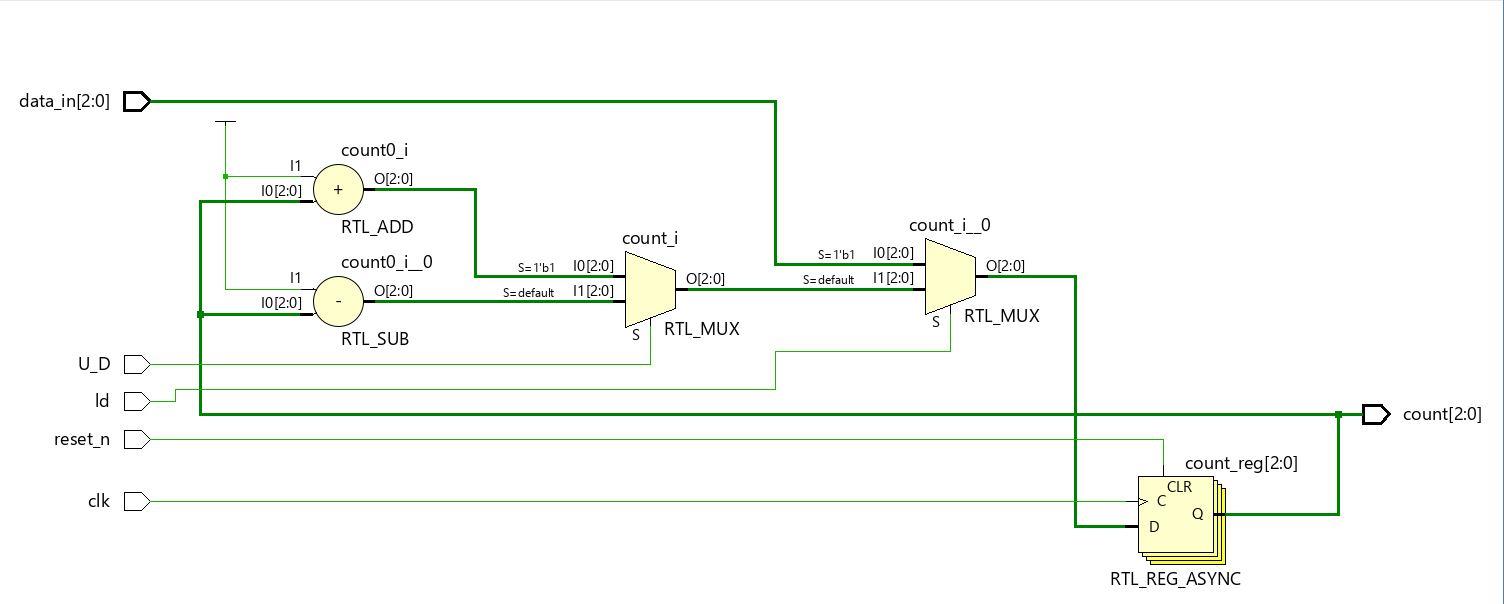 data_in[2:0]
count0_i
I1
I0[2:0]
+
O[2:0]
RTL_ADD
count0_i__0
I1
I0[2:0]
-
O[2:0]
RTL_SUB
count_i
S=1'b1
I0[2:0]
S=default
I1[2:0]
O[2:0]
S
RTL_MUX
count_i__0
S=1'b1
I0[2:0]
S=default
I1[2:0]
O[2:0]
S
RTL_MUX
U_D
ld
reset_n
clk
count[2:0]
count_reg[2:0]
CLR
C
D
Q
RTL_REG_ASYNC